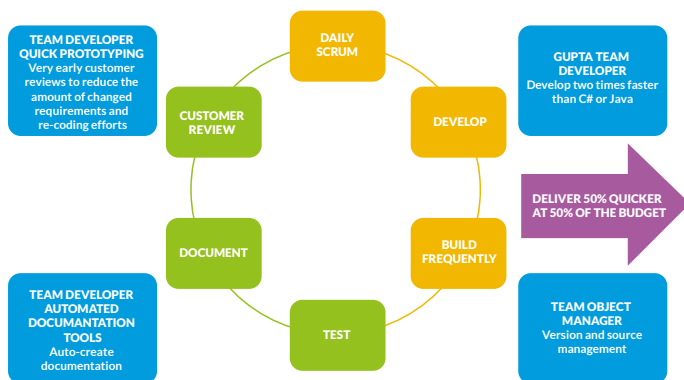 TEAM DEVELOPER
QUICK PROTOTYPING
Very early customer
reviews to reduce the
amount of changed
requirements and
re-coding efforts
DAILY
SCRUM
GUPTA TEAM
DEVELOPER
Develop two times faster
than C# or Java
CUSTOMER
REVIEW
DEVELOP
DELIVER 50% QUICKER
AT 50% OF THE BUDGET
DOCUMENT
BUILD
FREQUENTLY
TEAM DEVELOPER
AUTOMATED
DOCUMANTATION
TOOLS
Auto-create
documentation
TEST
TEAM OBJECT
MANAGER
Version and source
management